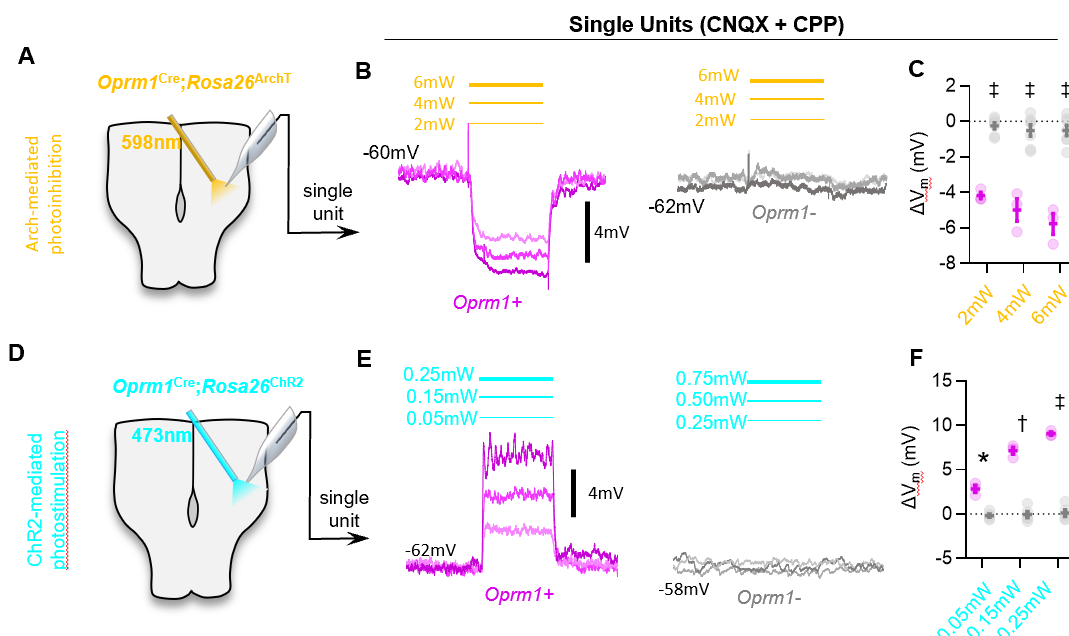 Single Units (CNQX + CPP)
A
Oprm1Cre;Rosa26ArchT
598nm
Arch-mediated
photoinhibition
single
unit
B
6mW
4mW
2mW
-60mV
4mV
Oprm1+
6mW
4mW
2mW
-62mV
Oprm1-
C
2
0
-2
-4
-6
-8
ΔVm (mV)
‡ ‡ ‡
2mW
4mW
6mW
D
Oprm1Cre;Rosa26ChR2
473nm
ChR2-mediated
photostimulation
single
unit
E
0.25mW
0.15mW
0.05mW
-62mV
4mV
Oprm1+
0.75mW
0.50mW
0.25mW
-58mV
Oprm1-
F
15
10
5
0
-5
ΔVm (mV)
* † ‡
0.05mW
0.15mW
0.25mW